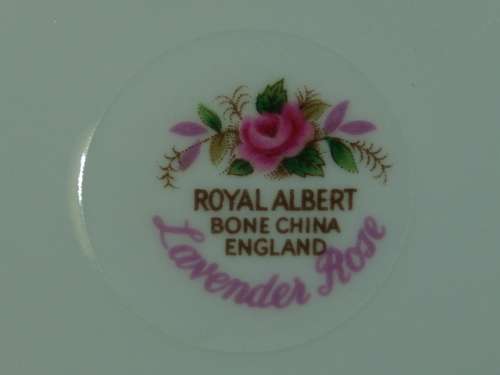 ROYAL ALBERT
BONE CHINA
ENGLAND
Lavender Rose